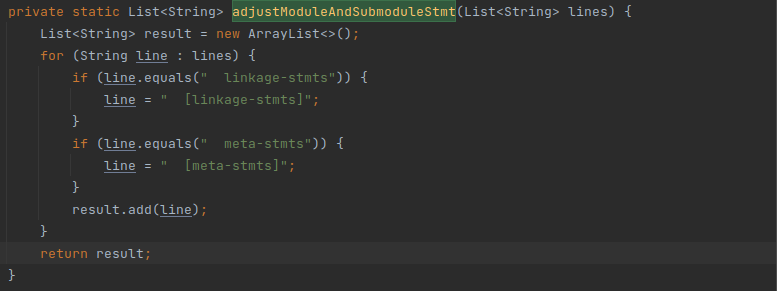 private static List<String> adjustModuleAndSubmoduleStmt(List<String> lines) {
    List<String> result = new ArrayList<>();
    for (String line : lines) {
        if (line.equals("  linkage-stmts")) {
            line = "  [linkage-stmts]";
        }
        if (line.equals("  meta-stmts")) {
            line = "  [meta-stmts]";
        }
        result.add(line);
    }
    return result;
}